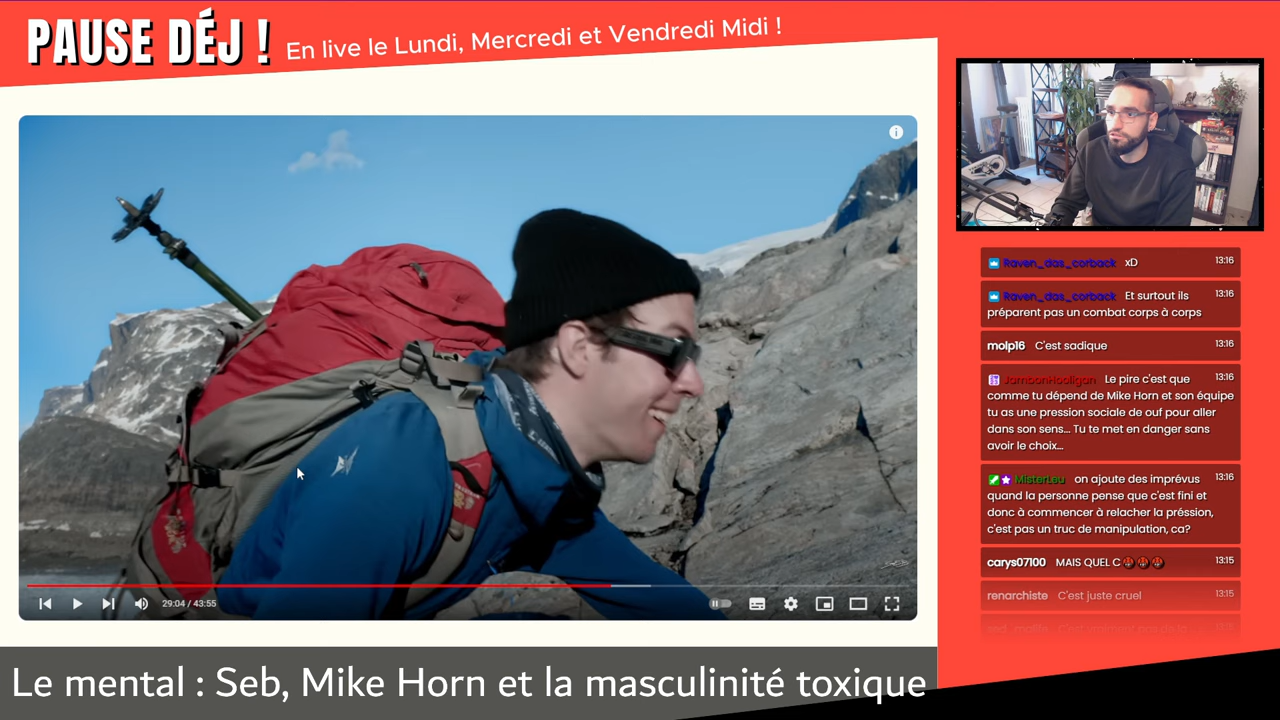 PAUSE DÉJ !
En live le Lundi, Mercredi et Vendredi Midi !
29:04 / 43:55
Raven_das_corback xD 13:16
Raven_das_corback Et surtout ils 13:16
préparent pas un combat corps à corps
molp16 C'est sadique 13:16
JambonHooligan Le pire c'est que 13:16
comme tu dépend de Mike Horn et son équipe
tu as une pression sociale de ouf pour aller
dans son sens... Tu te met en danger sans
avoir le choix...
MisterLeu on ajoute des imprévus 13:16
quand la personne pense que c'est fini et
donc à commencer à relacher la préssion,
c'est pas un truc de manipulation, ca?
carys07100 MAIS QUEL C 13:15
renarchiste C'est juste cruel 13:15
Le mental : Seb, Mike Horn et la masculinité toxique